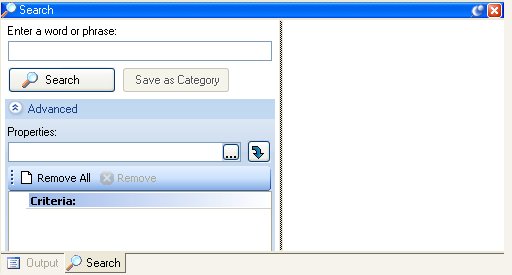 Search
Enter a word or phrase:
Search Save as Category
Advanced
Properties:
...
Remove All Remove
Criteria:
Output Search